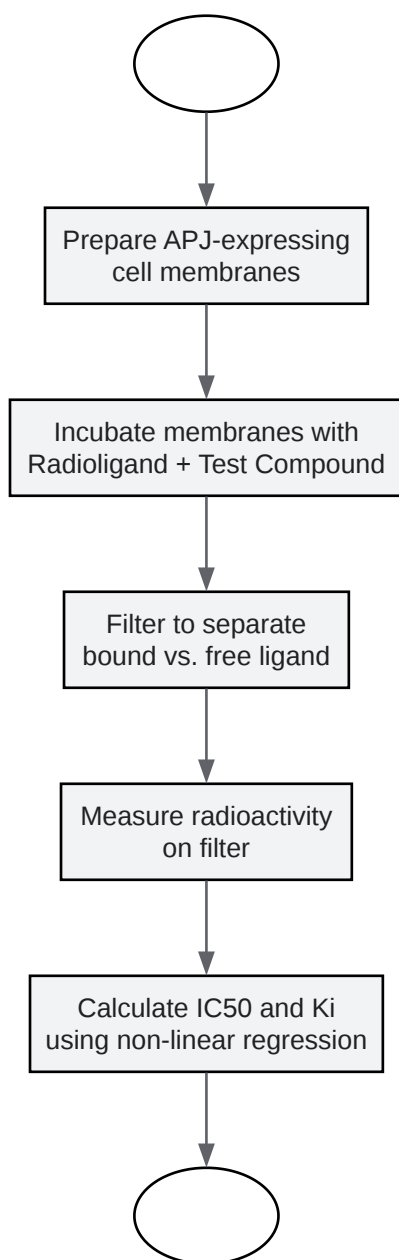 Prepare APJ-expressing
cell membranes
Incubate membranes with
Radioligand + Test Compound
Filter to separate
bound vs. free ligand
Measure radioactivity
on filter
Calculate IC50 and Ki
using non-linear regression